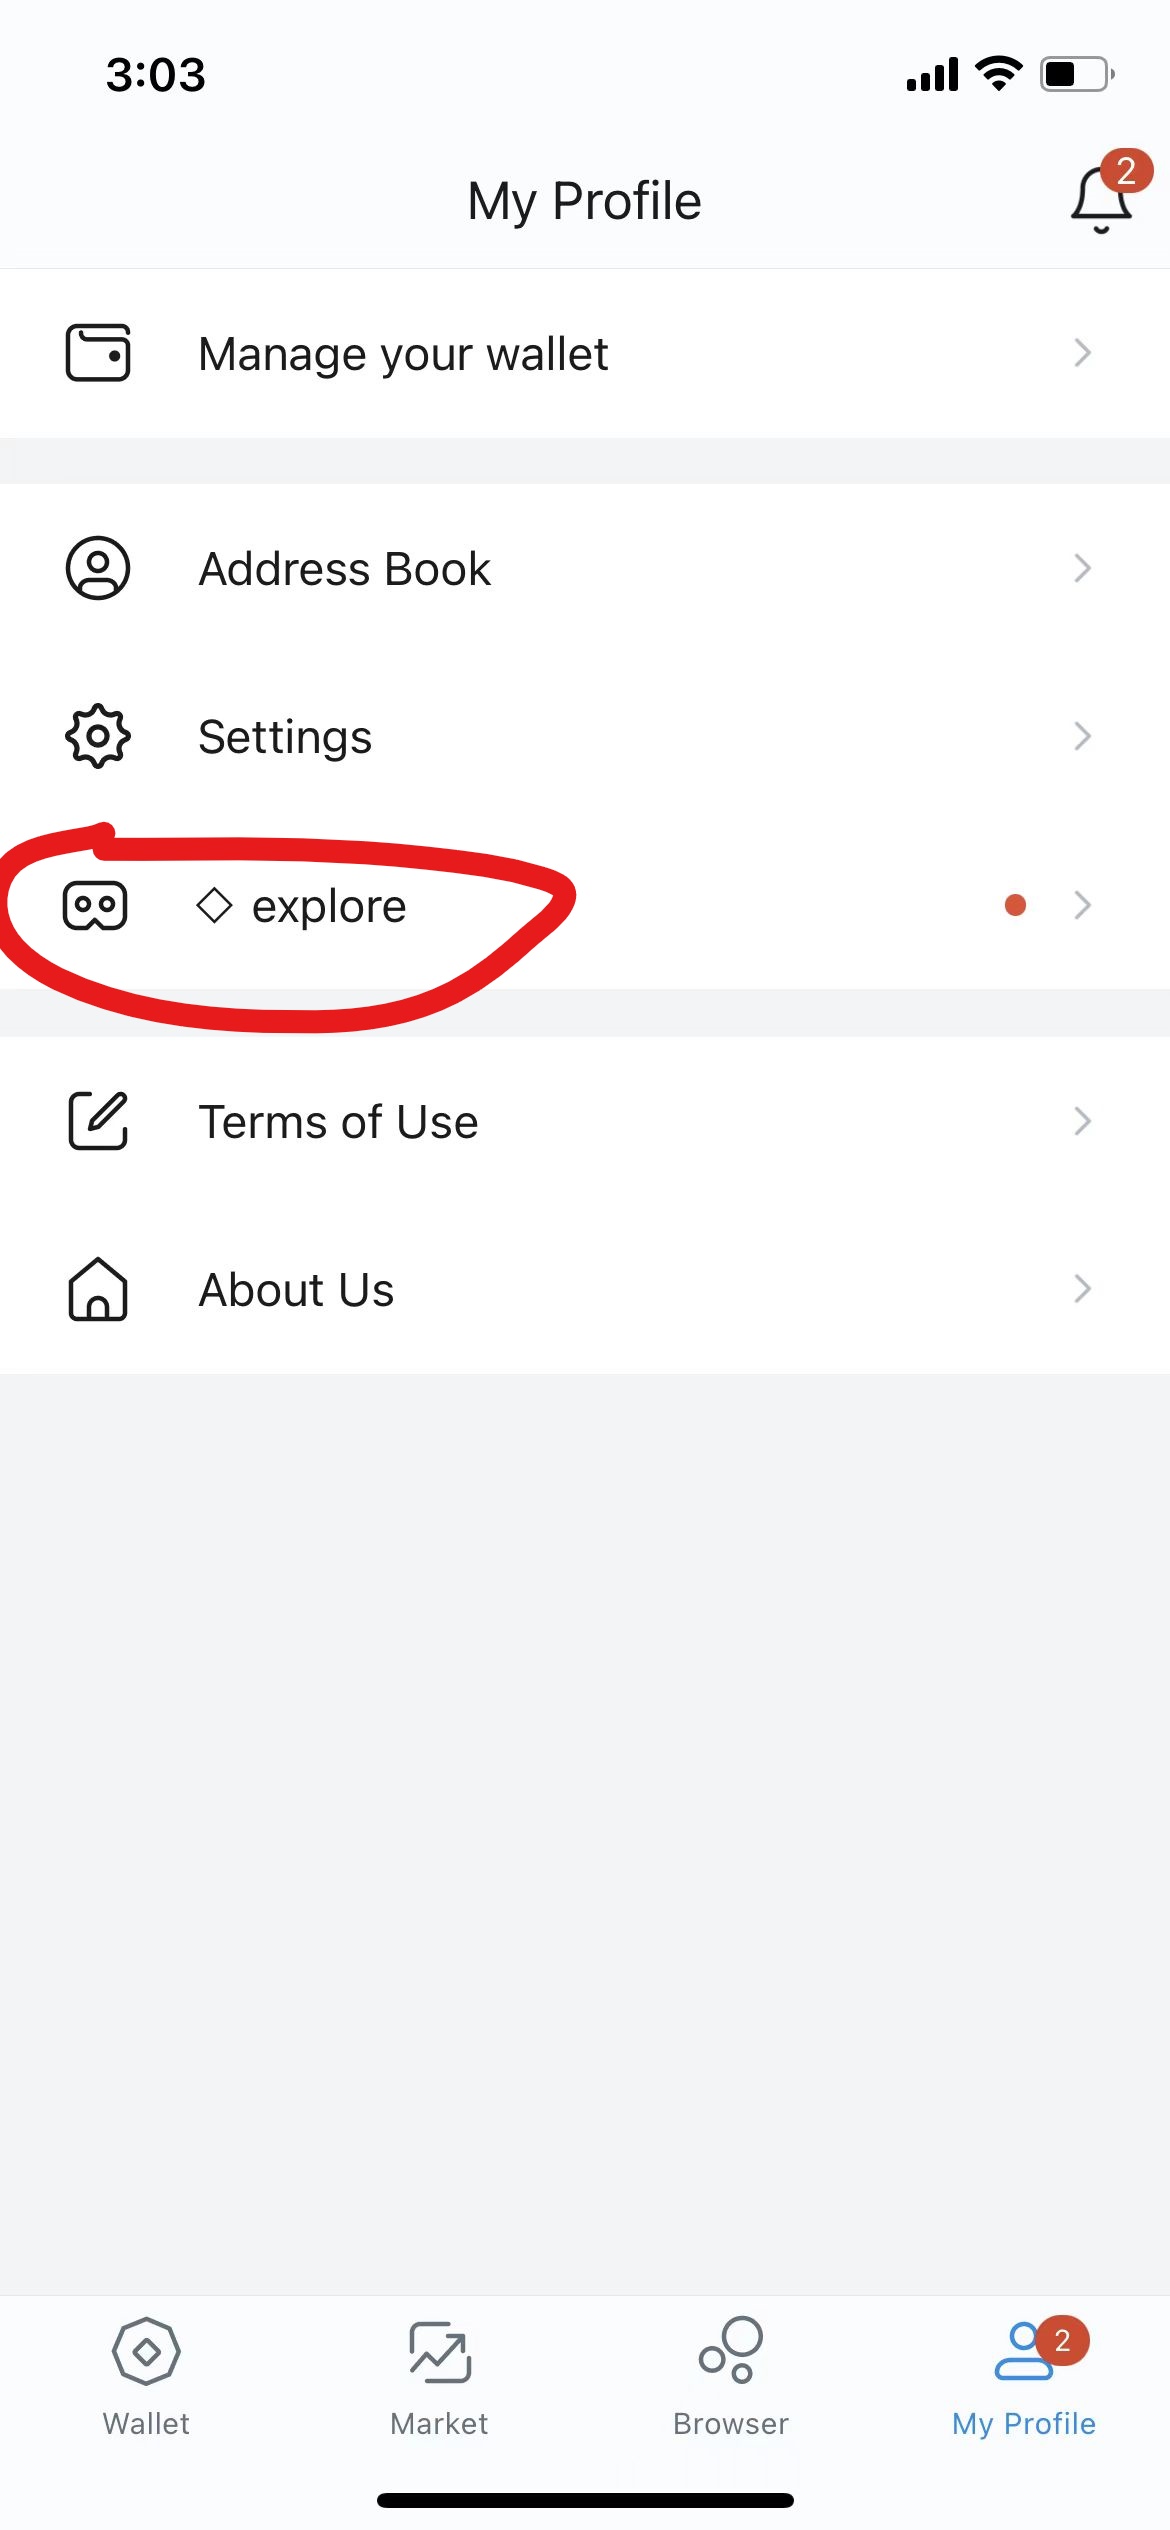 3:03
My Profile
2
Manage your wallet
Address Book
Settings
◇ explore
Terms of Use
About Us
2
Wallet
Market
Browser
My Profile